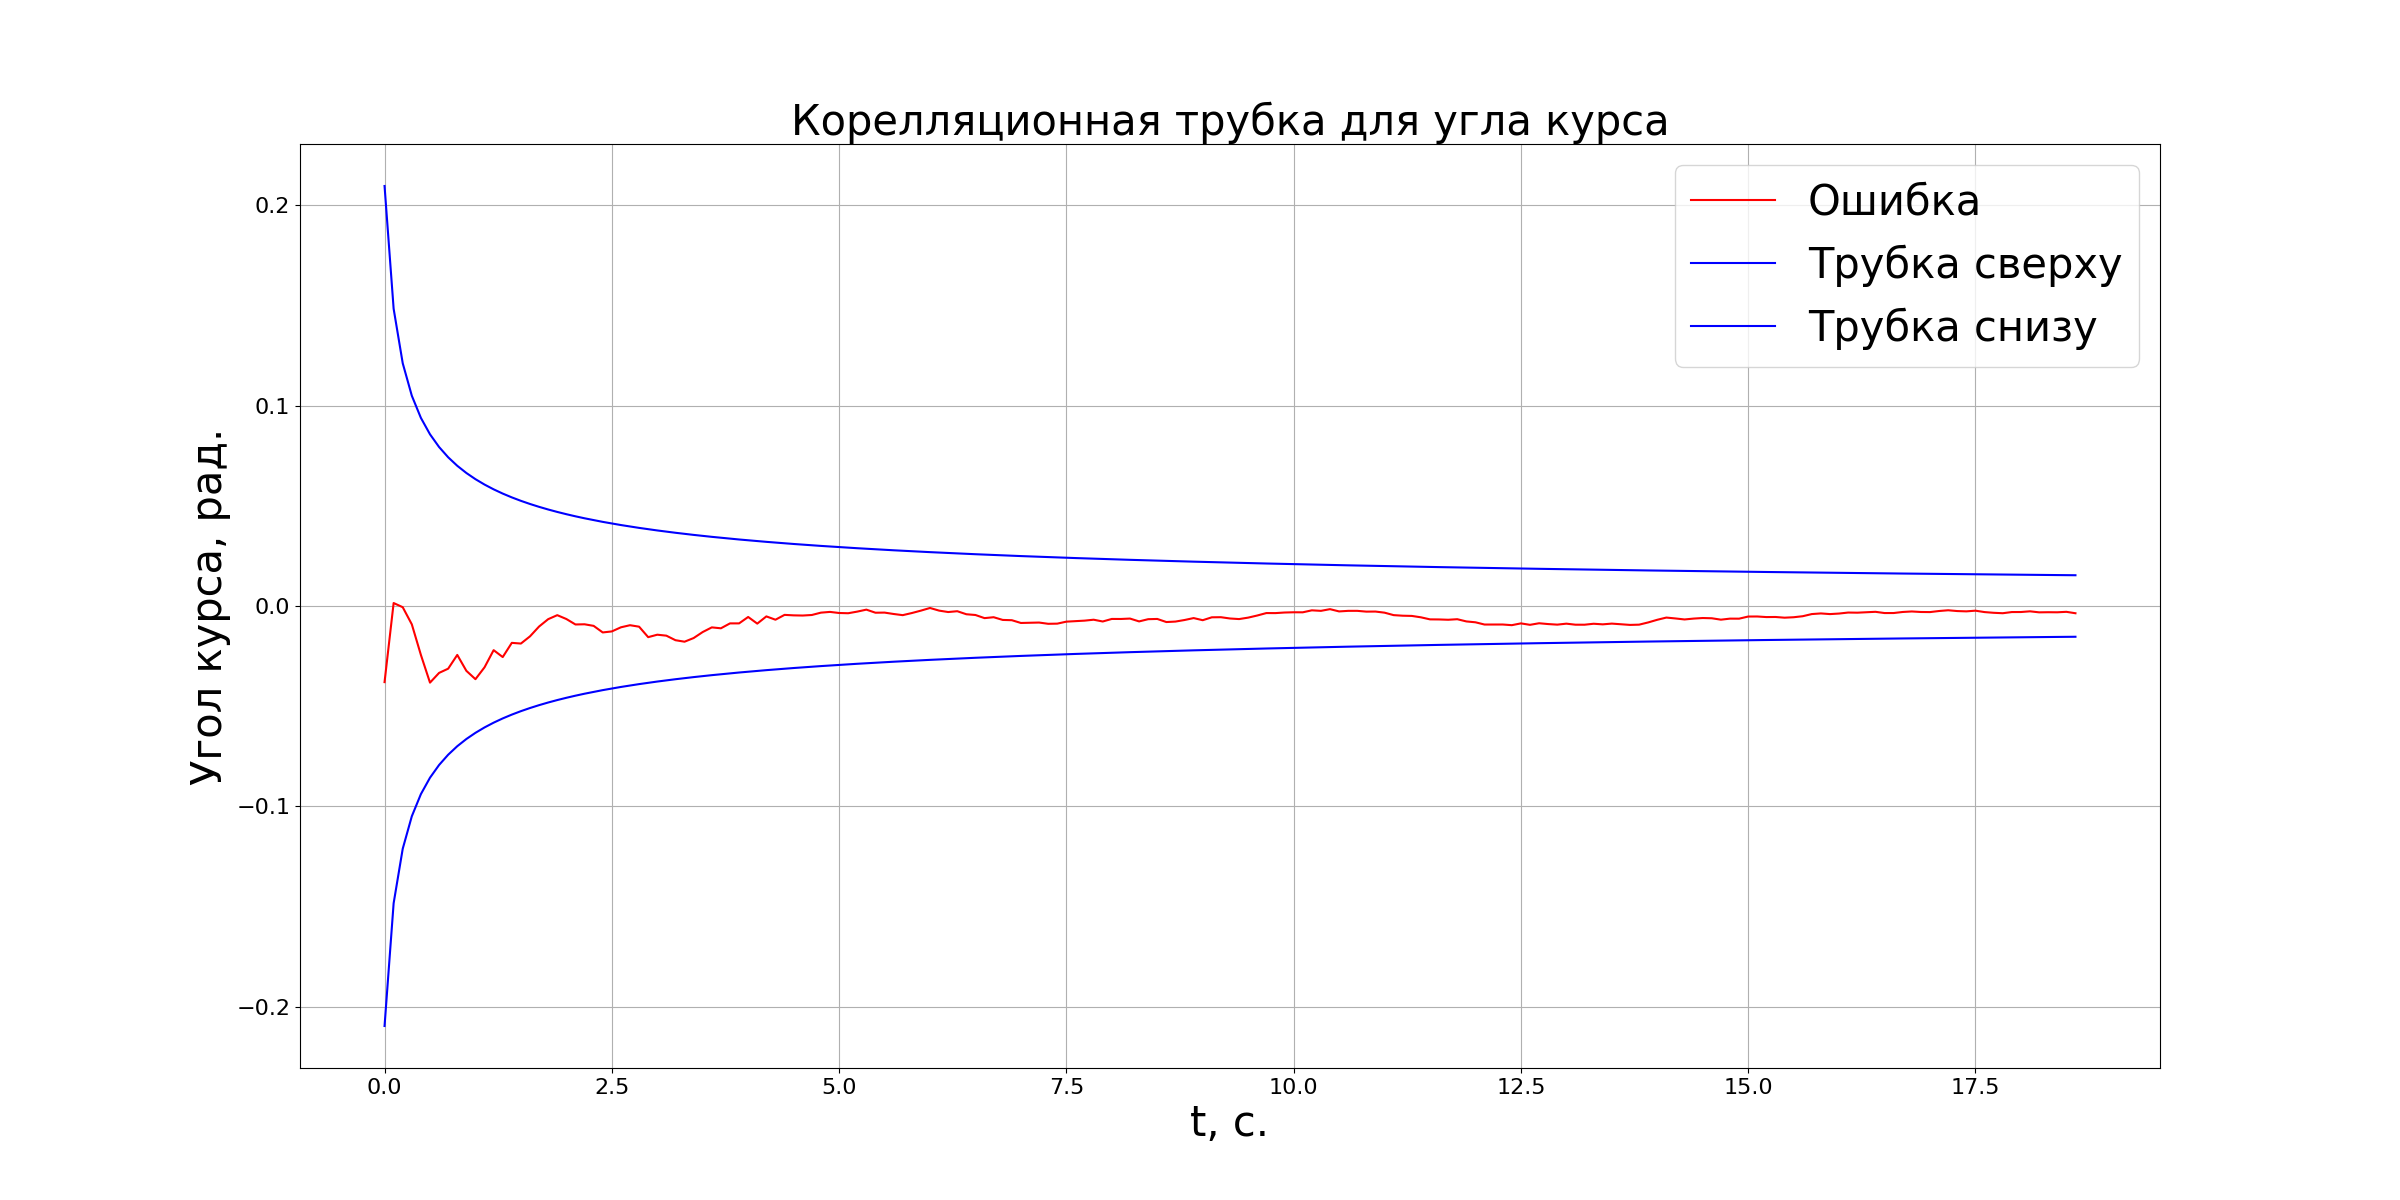 Корелляционная трубка для угла курса
Ошибка
Трубка сверху
Трубка снизу
Угол курса, рад.
0.2
0.1
0.0
−0.1
−0.2
0.0 2.5 5.0 7.5 10.0 12.5 15.0 17.5
t, с.